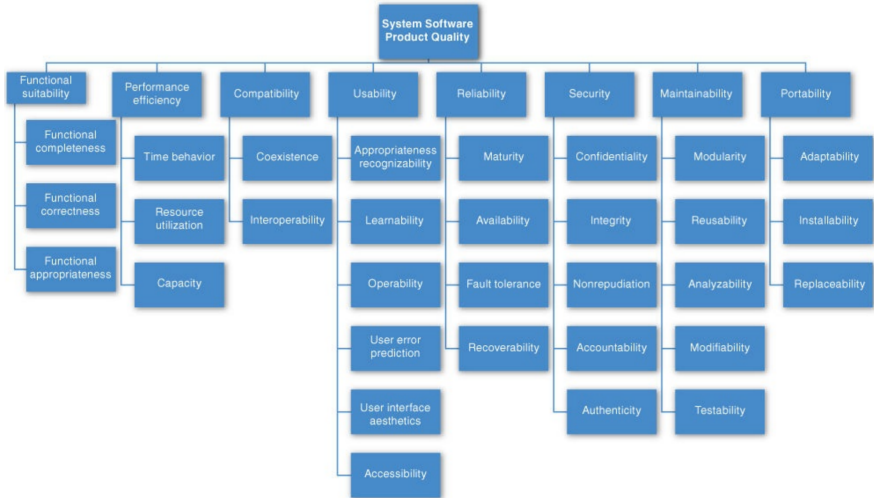 System Software
Product Quality
Functional
suitability
Performance
efficiency
Compatibility
Usability
Reliability
Security
Maintainability
Portability
Functional
completeness
Functional
correctness
Functional
appropriateness
Time behavior
Resource
utilization
Capacity
Coexistence
Interoperability
Appropriateness
recognizability
Learnability
Operability
User error
prediction
User interface
aesthetics
Accessibility
Maturity
Availability
Fault tolerance
Recoverability
Confidentiality
Integrity
Nonrepudiation
Accountability
Authenticity
Modularity
Reusability
Analyzability
Modifiability
Testability
Adaptability
Installability
Replaceability